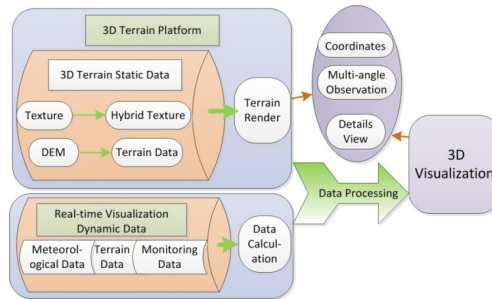 3D Terrain Platform
3D Terrain Static Data
Texture
Hybrid Texture
DEM
Terrain Data
Terrain
Render
Coordinates
Multi-angle
Observation
Details
View
3D
Visualization
Data Processing
Real-time Visualization
Dynamic Data
Meteorol-
ogical Data
Terrain
Data
Monitoring
Data
Data
Calcul-
ation